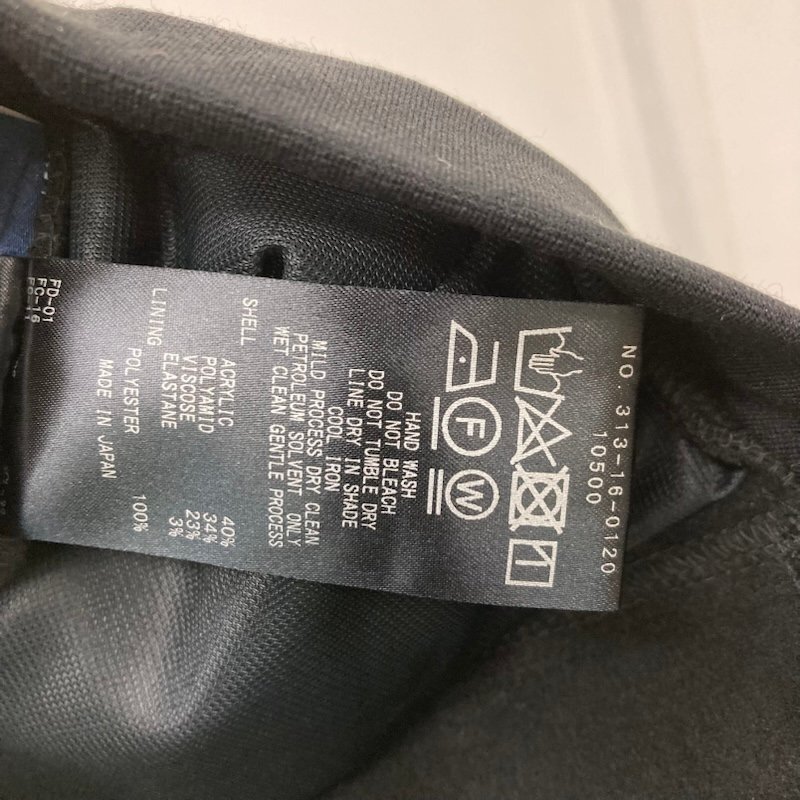 NO. 313-16-0120
10500
F
W
HAND WASH
DO NOT BLEACH
DO NOT TUMBLE DRY
LINE DRY IN SHADE
COOL IRON
MILD PROCESS DRY CLEAN
PETROLEUM SOLVENT ONLY
WET CLEAN GENTLE PROCESS
SHELL
ACRYLIC 40%
POLYAMID 34%
VISCOSE 23%
ELASTANE 3%
LINING
POLYESTER 100%
MADE IN JAPAN
FD-01
FC-16